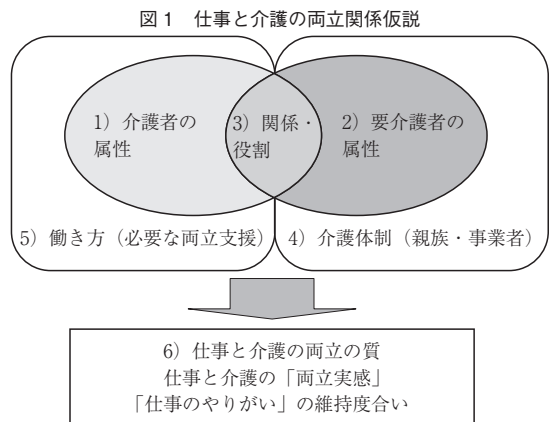 図1 仕事と介護の両立関係仮説
1）介護者の
属性
3）関係・
役割
2）要介護者の
属性
5）働き方（必要な両立支援）
4）介護体制（親族・事業者）
6）仕事と介護の両立の質
仕事と介護の「両立実感」
「仕事のやりがい」の維持度合い